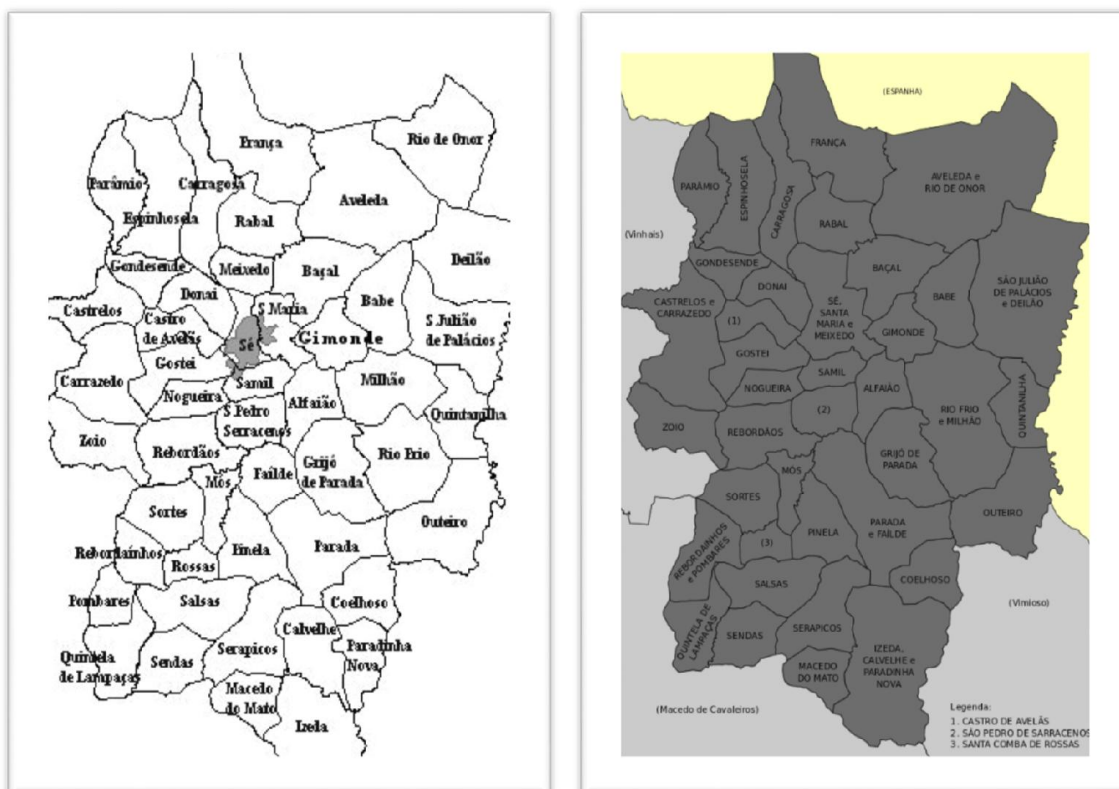 França
Rio de Onor
Parâmio
Carragosa
Espinhosela
Rabal
Aveleda
Gondesende
Meixedo
Baçal
Deilão
Donai
Castrelos
S Maria
Babe
Castro
de Avelãs
Sé
Gimonde
S. Julião
de Palácios
Gostei
Carrazedo
Samil
Milhão
Nogueira
Alfaião
S Pedro
Serracenos
Quintanilha
Zoio
Rebordãos
Rio Frio
Mós
Faílde
Grijó
de Parada
Sortes
Outeiro
Rebordaínhos
Pinela
Parada
Rossas
Pombares
Salsas
Coelhoso
Calvelhe
Quintela
de Lampaças
Sendas
Serapicos
Paradinha
Nova
Macedo
do Mato
Izeda
(ESPANHA)
FRANÇA
PARÂMIO
ESPINHOSELA
CARRAGOSA
AVELEDA e
RIO DE ONOR
RABAL
(Vinhais)
GONDESENDE
BAÇAL
DONAI
SÃO JULIÃO
DE PALÁCIOS
e DEILÃO
CASTRELOS e
CARRAZEDO
BABE
(1)
SÉ,
SANTA
MARIA e
MEIXEDO
GIMONDE
GOSTEI
SAMIL
NOGUEIRA
ALFAIÃO
(2)
RIO FRIO
e MILHÃO
QUINTANILHA
ZOIO
REBORDÃOS
GRIJÓ DE
PARADA
MÓS
SORTES
OUTEIRO
PINELA
PARADA
e FAÍLDE
(3)
REBORDAINHOS
e POMBARES
SALSAS
COELHOSO
(Vimioso)
QUINTELA DE
LAMPAÇAS
SENDAS
SERAPICOS
IZEDA,
CALVELHE e
PARADINHA
NOVA
MACEDO
DO MATO
(Macedo de Cavaleiros)
Legenda:
1. CASTRO DE AVELÃS
2. SÃO PEDRO DE SARRACENOS
3. SANTA COMBA DE ROSSAS